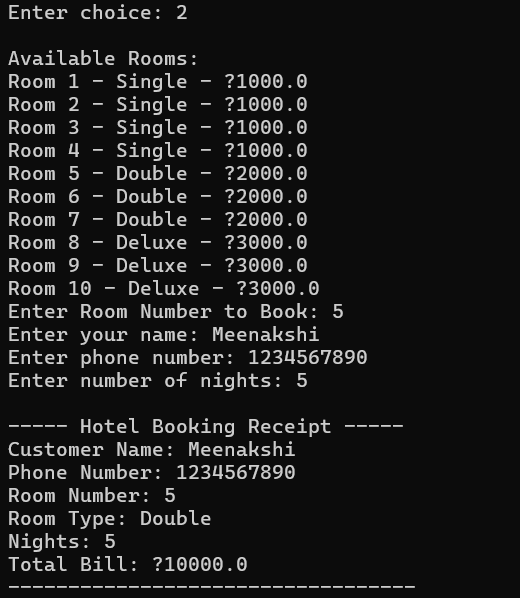 Enter choice: 2
Available Rooms:
Room 1 - Single - ?1000.0
Room 2 - Single - ?1000.0
Room 3 - Single - ?1000.0
Room 4 - Single - ?1000.0
Room 5 - Double - ?2000.0
Room 6 - Double - ?2000.0
Room 7 - Double - ?2000.0
Room 8 - Deluxe - ?3000.0
Room 9 - Deluxe - ?3000.0
Room 10 - Deluxe - ?3000.0
Enter Room Number to Book: 5
Enter your name: Meenakshi
Enter phone number: 1234567890
Enter number of nights: 5
----- Hotel Booking Receipt -----
Customer Name: Meenakshi
Phone Number: 1234567890
Room Number: 5
Room Type: Double
Nights: 5
Total Bill: ?10000.0
----------------------------------